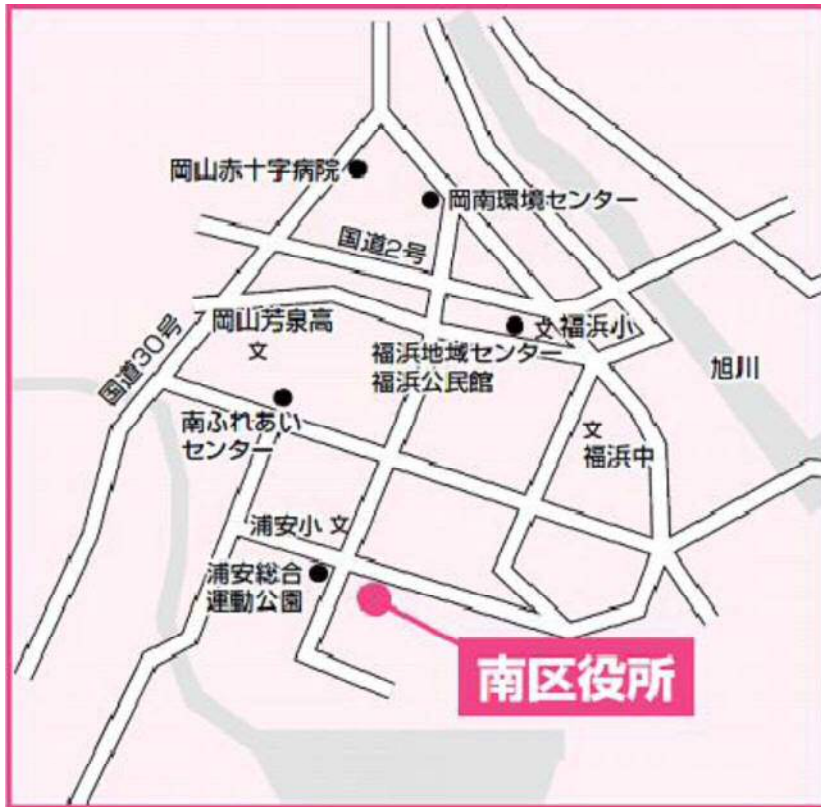 岡山赤十字病院
岡南環境センター
国道2号
国道30号
岡山芳泉高
文
文 福浜小
福浜地域センター
福浜公民館
旭川
南ふれあい
センター
文
福浜中
浦安小 文
浦安総合
運動公園
南区役所